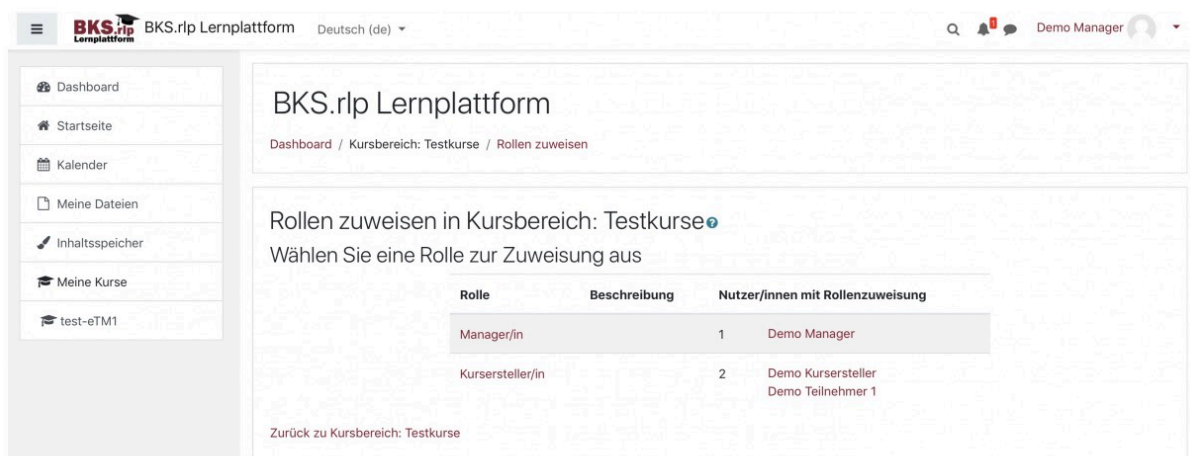 BKS.rlp
Lernplattform
BKS.rlp Lernplattform Deutsch (de)
1
Demo Manager
Dashboard
Startseite
Kalender
Meine Dateien
Inhaltsspeicher
Meine Kurse
test-eTM1
BKS.rlp Lernplattform
Dashboard / Kursbereich: Testkurse / Rollen zuweisen
Rollen zuweisen in Kursbereich: Testkurse
Wählen Sie eine Rolle zur Zuweisung aus
Rolle Beschreibung Nutzer/innen mit Rollenzuweisung
Manager/in 1 Demo Manager
Kursersteller/in 2 Demo Kursersteller
Demo Teilnehmer 1
Zurück zu Kursbereich: Testkurse